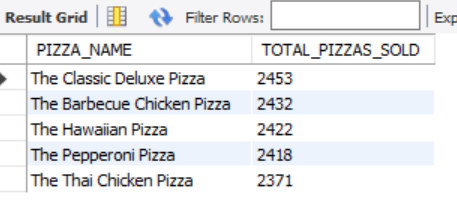 Result Grid Filter Rows: Exp
PIZZA_NAME TOTAL_PIZZAS_SOLD
The Classic Deluxe Pizza 2453
The Barbecue Chicken Pizza 2432
The Hawaiian Pizza 2422
The Pepperoni Pizza 2418
The Thai Chicken Pizza 2371